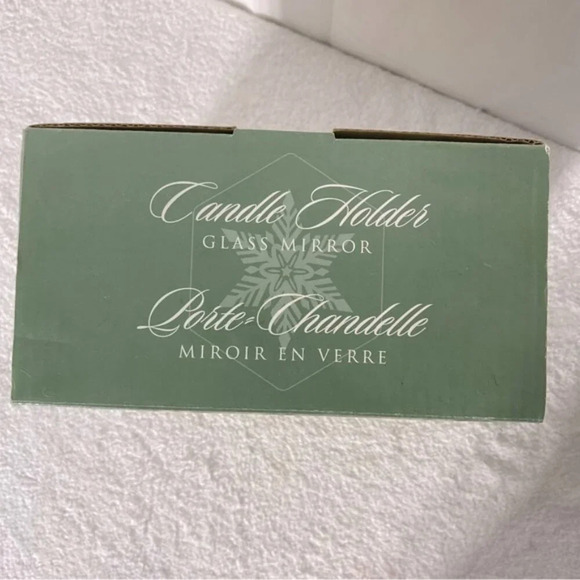 Candle Holder
GLASS MIRROR
Porte-Chandelle
MIROIR EN VERRE